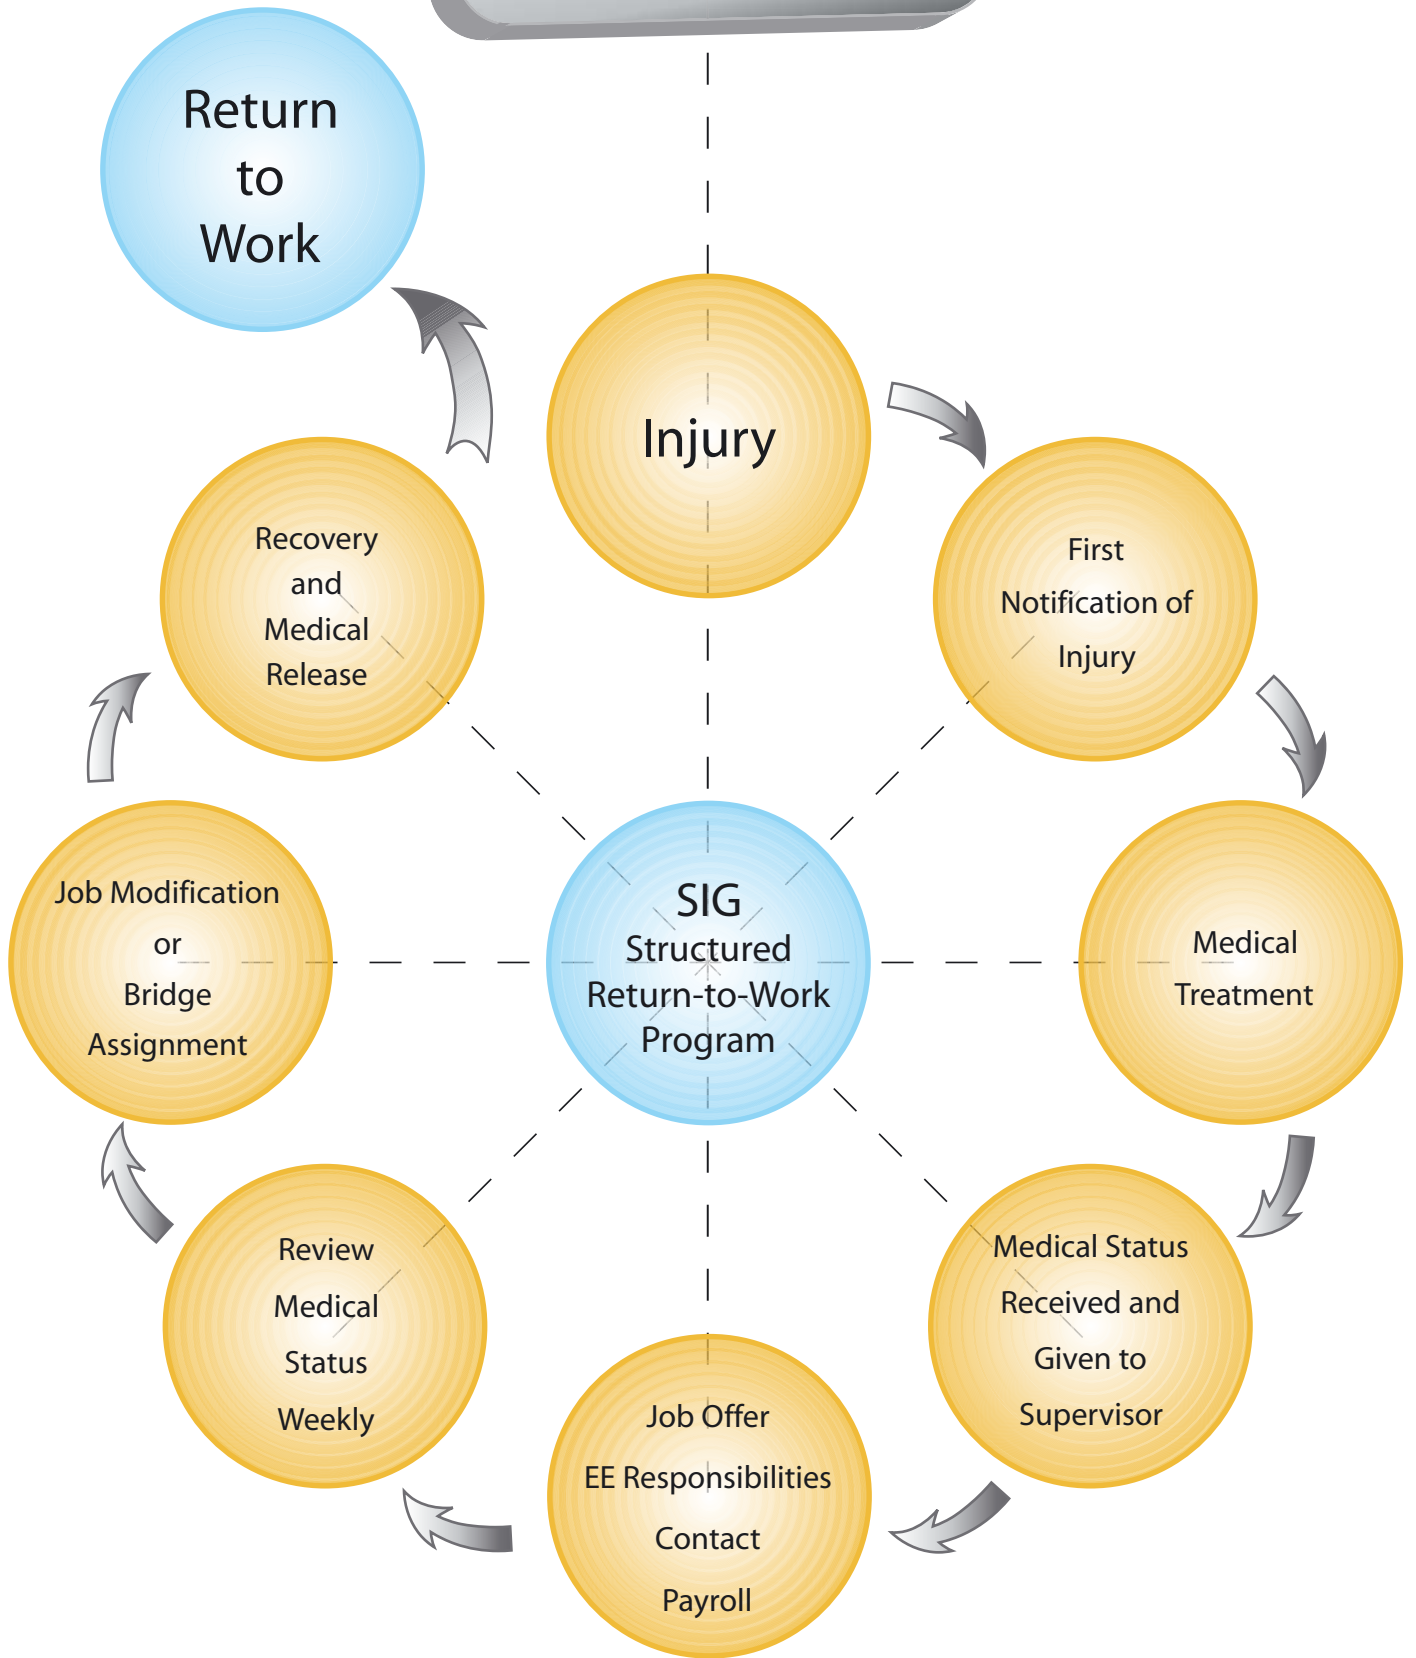 Return
to
Work
Injury
First
Notification of
Injury
Medical
Treatment
Medical Status
Received and
Given to
Supervisor
Job Offer
EE Responsibilities
Contact
Payroll
Review
Medical
Status
Weekly
Job Modification
or
Bridge
Assignment
Recovery
and
Medical
Release
SIG
Structured
Return-to-Work
Program